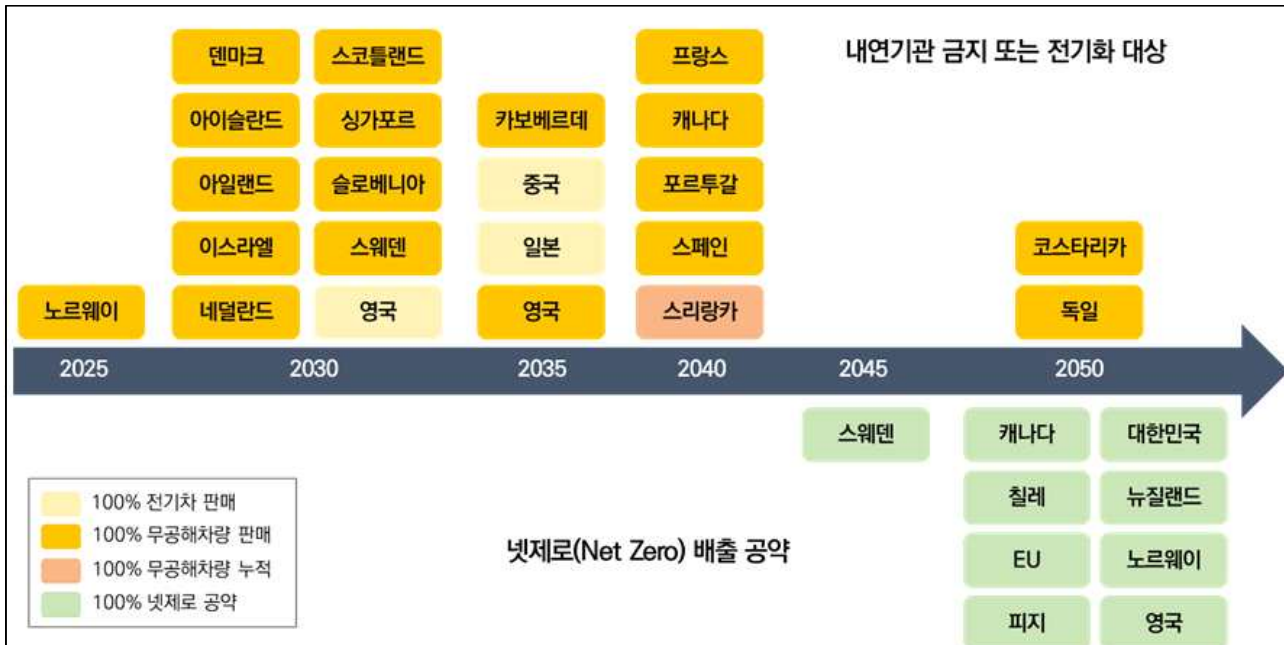 내연기관 금지 또는 전기화 대상
덴마크 스코틀랜드 프랑스
아이슬란드 싱가포르 카보베르데 캐나다
아일랜드 슬로베니아 중국 포르투갈
이스라엘 스웨덴 일본 스페인 코스타리카
노르웨이 네덜란드 영국 영국 스리랑카 독일
2025 2030 2035 2040 2045 2050
스웨덴 캐나다 대한민국
칠레 뉴질랜드
EU 노르웨이
피지 영국
넷제로(Net Zero) 배출 공약
100% 전기차 판매
100% 무공해차량 판매
100% 무공해차량 누적
100% 넷제로 공약